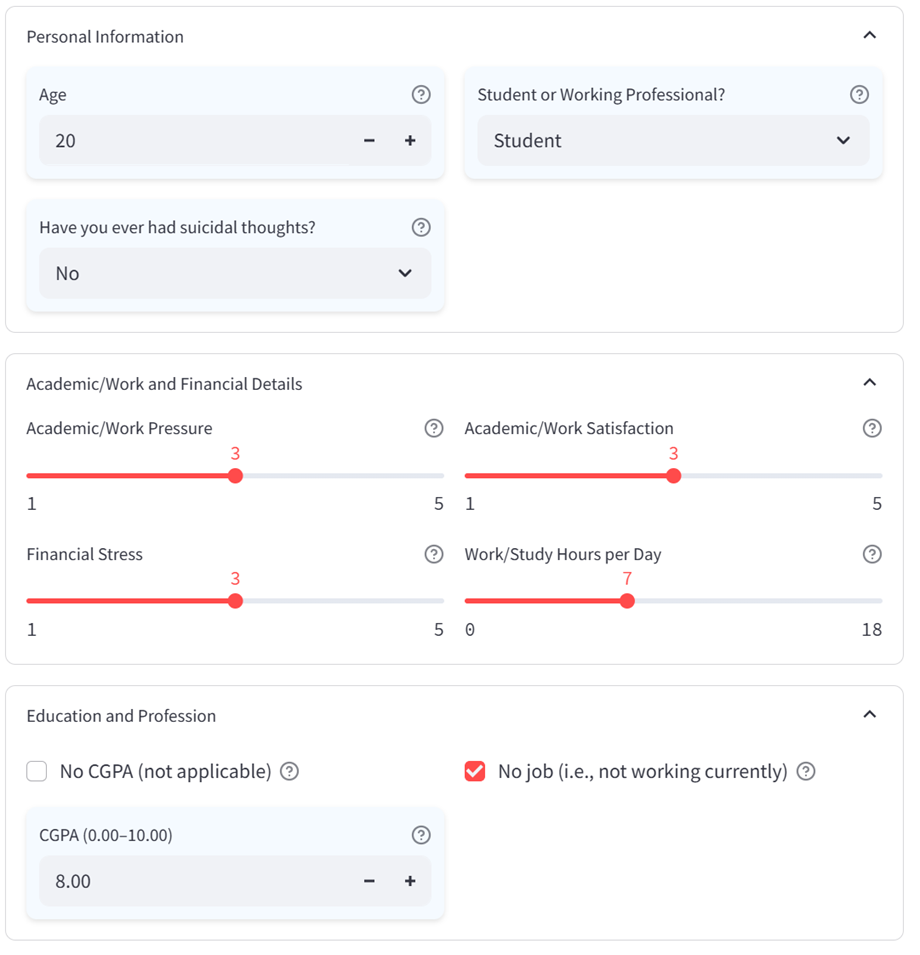 Personal Information
Age
Student or Working Professional?
20
Student
Have you ever had suicidal thoughts?
No
Academic/Work and Financial Details
Academic/Work Pressure
Academic/Work Satisfaction
3
3
1 5
1 5
Financial Stress
Work/Study Hours per Day
3
7
1 5
0 18
Education and Profession
No CGPA (not applicable)
No job (i.e., not working currently)
CGPA (0.00–10.00)
8.00